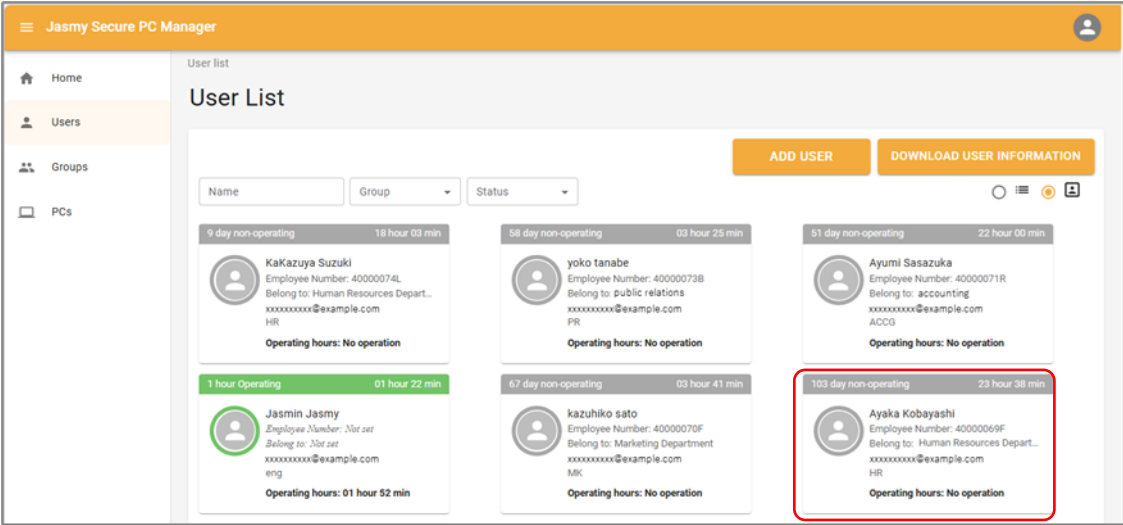 Jasmy Secure PC Manager
Home
Users
Groups
PCs
User list
User List
ADD USER
DOWNLOAD USER INFORMATION
Name
Group
Status
9 day non-operating 18 hour 03 min
KaKazuya Suzuki
Employee Number: 40000074L
Belong to: Human Resources Depart...
xxxxxxxxxx@example.com
HR
Operating hours: No operation
58 day non-operating 03 hour 25 min
yoko tanabe
Employee Number: 40000073B
Belong to: public relations
xxxxxxxxxx@example.com
PR
Operating hours: No operation
51 day non-operating 22 hour 00 min
Ayumi Sasazuka
Employee Number: 40000071R
Belong to: accounting
xxxxxxxxxx@example.com
ACCG
Operating hours: No operation
1 hour Operating 01 hour 22 min
Jasmin Jasmy
Employee Number: Not set
Belong to: Not set
xxxxxxxxxx@example.com
eng
Operating hours: 01 hour 52 min
67 day non-operating 03 hour 41 min
kazuhiko sato
Employee Number: 40000070F
Belong to: Marketing Department
xxxxxxxxxx@example.com
MK
Operating hours: No operation
103 day non-operating 23 hour 38 min
Ayaka Kobayashi
Employee Number: 40000069F
Belong to: Human Resources Depart...
xxxxxxxxxx@example.com
HR
Operating hours: No operation